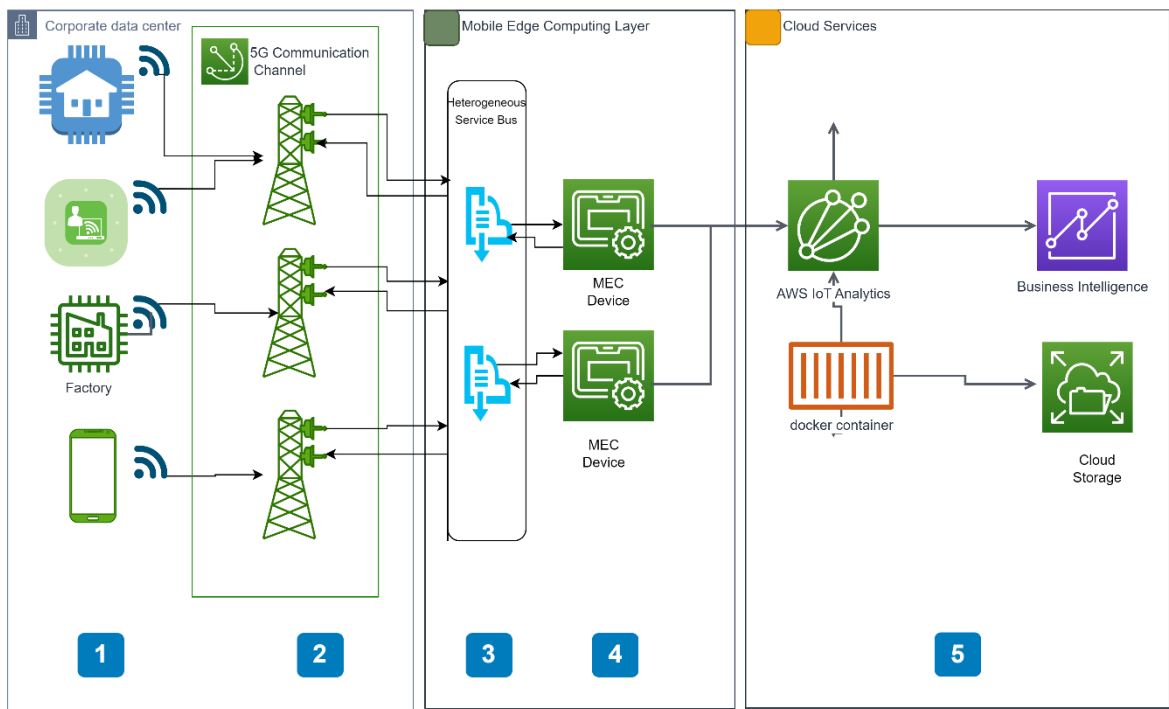 Corporate data center
Mobile Edge Computing Layer
Cloud Services
5G Communication
Channel
Heterogeneous
Service Bus
MEC
Device
AWS IoT Analytics
Business Intelligence
Factory
docker container
MEC
Device
Cloud
Storage
1
2
3
4
5